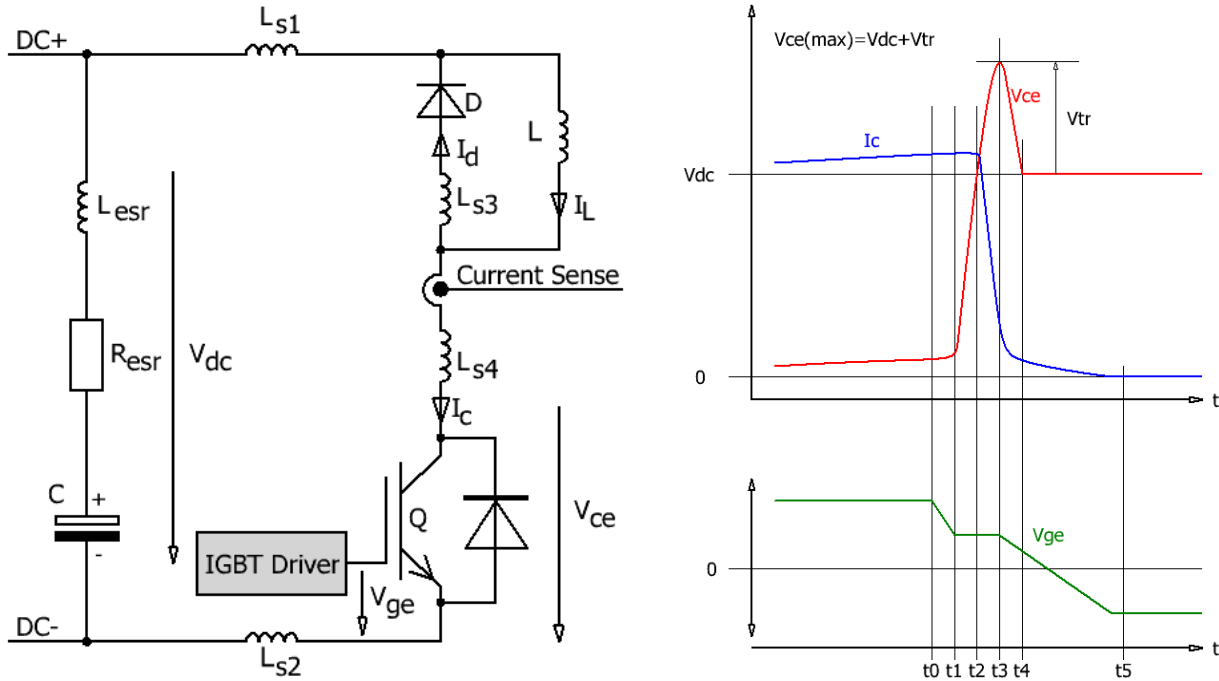 DC+
Ls1
D
L
Id
Lesr
Ls3
IL
Current Sense
Resr
Vdc
Ls4
Ic
C
+
-
Q
Vce
IGBT Driver
Vge
DC-
Ls2
Vce(max)=Vdc+Vtr
Vce
Vtr
Ic
Vdc
0
t
Vge
0
t
t0 t1 t2 t3 t4 t5